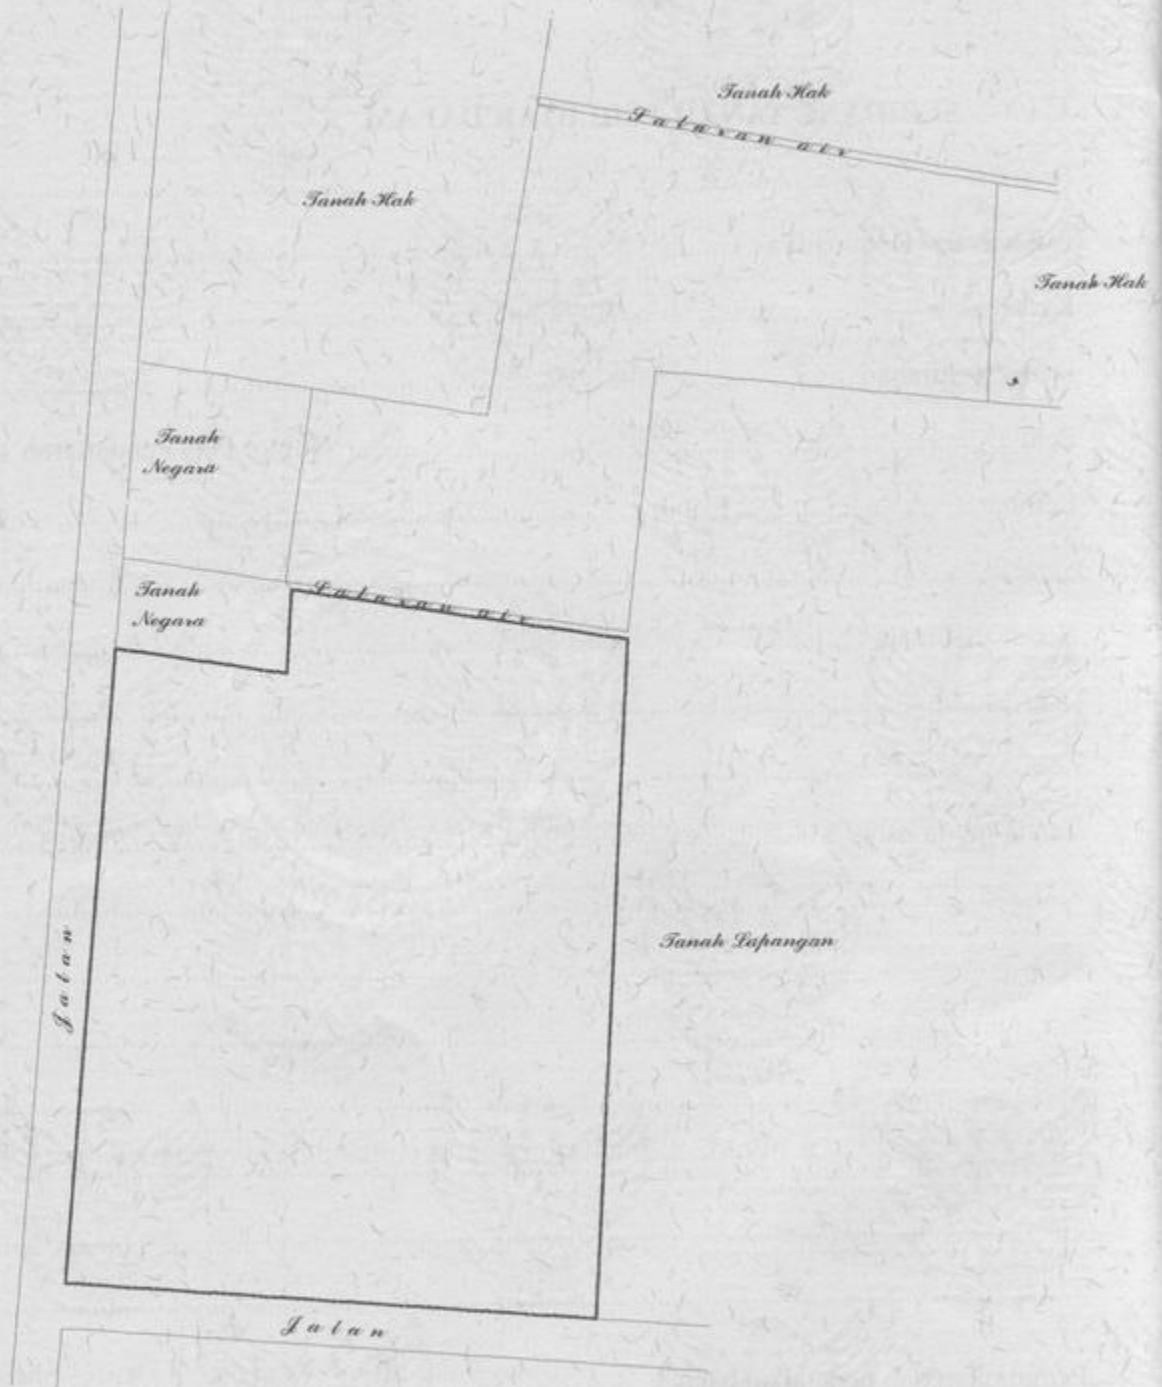 Tanah Hak
Saluran air
Tanah Hak
Tanah Hak
Tanah
Negara
Tanah
Negara
Saluran air
Tanah Lapangan
Jalan
Jalan